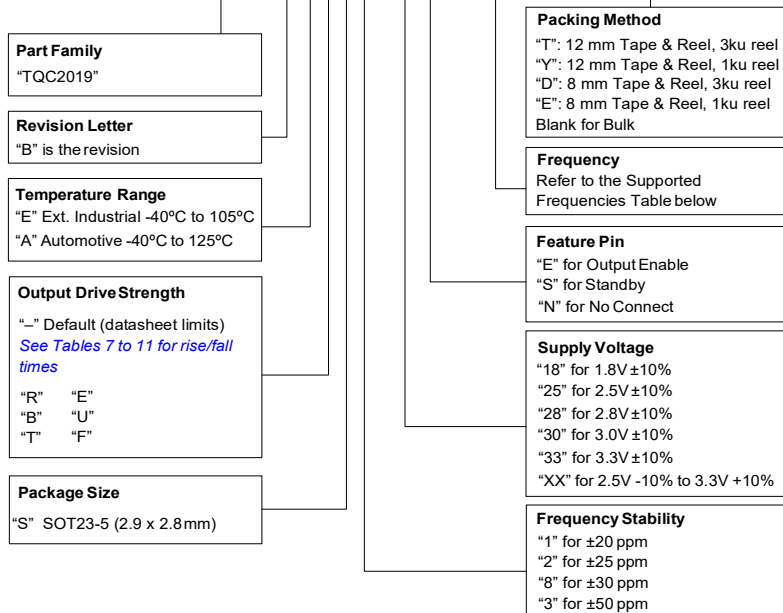 Part Family
“TQC2019”
Revision Letter
“B” is the revision
Temperature Range
“E” Ext. Industrial -40ºC to 105ºC
“A” Automotive -40ºC to 125ºC
Output Drive Strength
“–” Default (datasheet limits)
See Tables 7 to 11 for rise/fall
times
“R” “E”
“B” “U”
“T” “F”
Package Size
“S” SOT23-5 (2.9 x 2.8 mm)
Packing Method
“T”: 12 mm Tape & Reel, 3ku reel
“Y”: 12 mm Tape & Reel, 1ku reel
“D”: 8 mm Tape & Reel, 3ku reel
“E”: 8 mm Tape & Reel, 1ku reel
Blank for Bulk
Frequency
Refer to the Supported
Frequencies Table below
Feature Pin
“E” for Output Enable
“S” for Standby
“N” for No Connect
Supply Voltage
“18” for 1.8V ±10%
“25” for 2.5V ±10%
“28” for 2.8V ±10%
“30” for 3.0V ±10%
“33” for 3.3V ±10%
“XX” for 2.5V -10% to 3.3V +10%
Frequency Stability
“1” for ±20 ppm
“2” for ±25 ppm
“8” for ±30 ppm
“3” for ±50 ppm